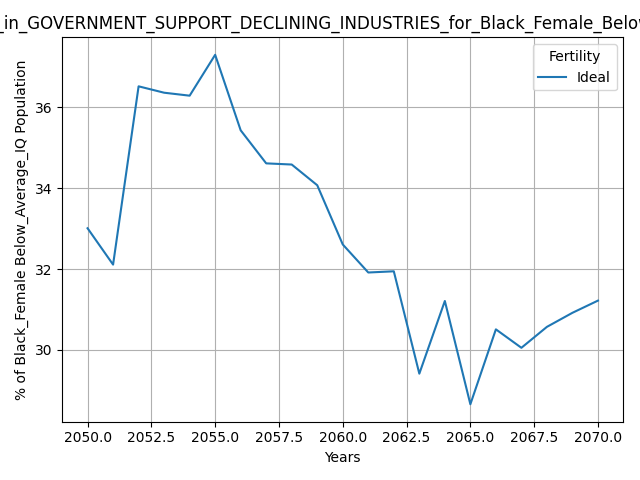 _in_GOVERNMENT_SUPPORT_DECLINING_INDUSTRIES_for_Black_Female_Below
Fertility
Ideal
% of Black_Female Below_Average_IQ Population
36
34
32
30
2050.0 2052.5 2055.0 2057.5 2060.0 2062.5 2065.0 2067.5 2070.0
Years